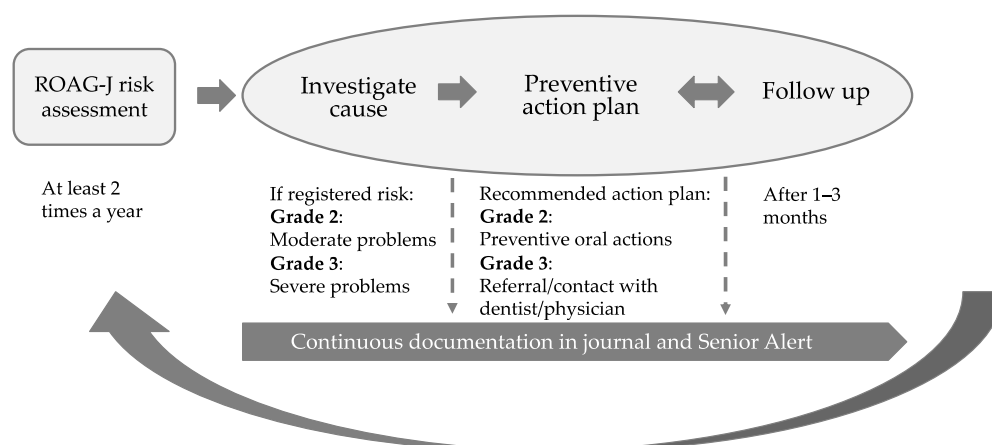 ROAG-J risk
assessment
Investigate
cause
Preventive
action plan
Follow up
At least 2
times a year
If registered risk:
Grade 2:
Moderate problems
Grade 3:
Severe problems
Recommended action plan:
Grade 2:
Preventive oral actions
Grade 3:
Referral/contact with
dentist/physician
After 1–3
months
Continuous documentation in journal and Senior Alert